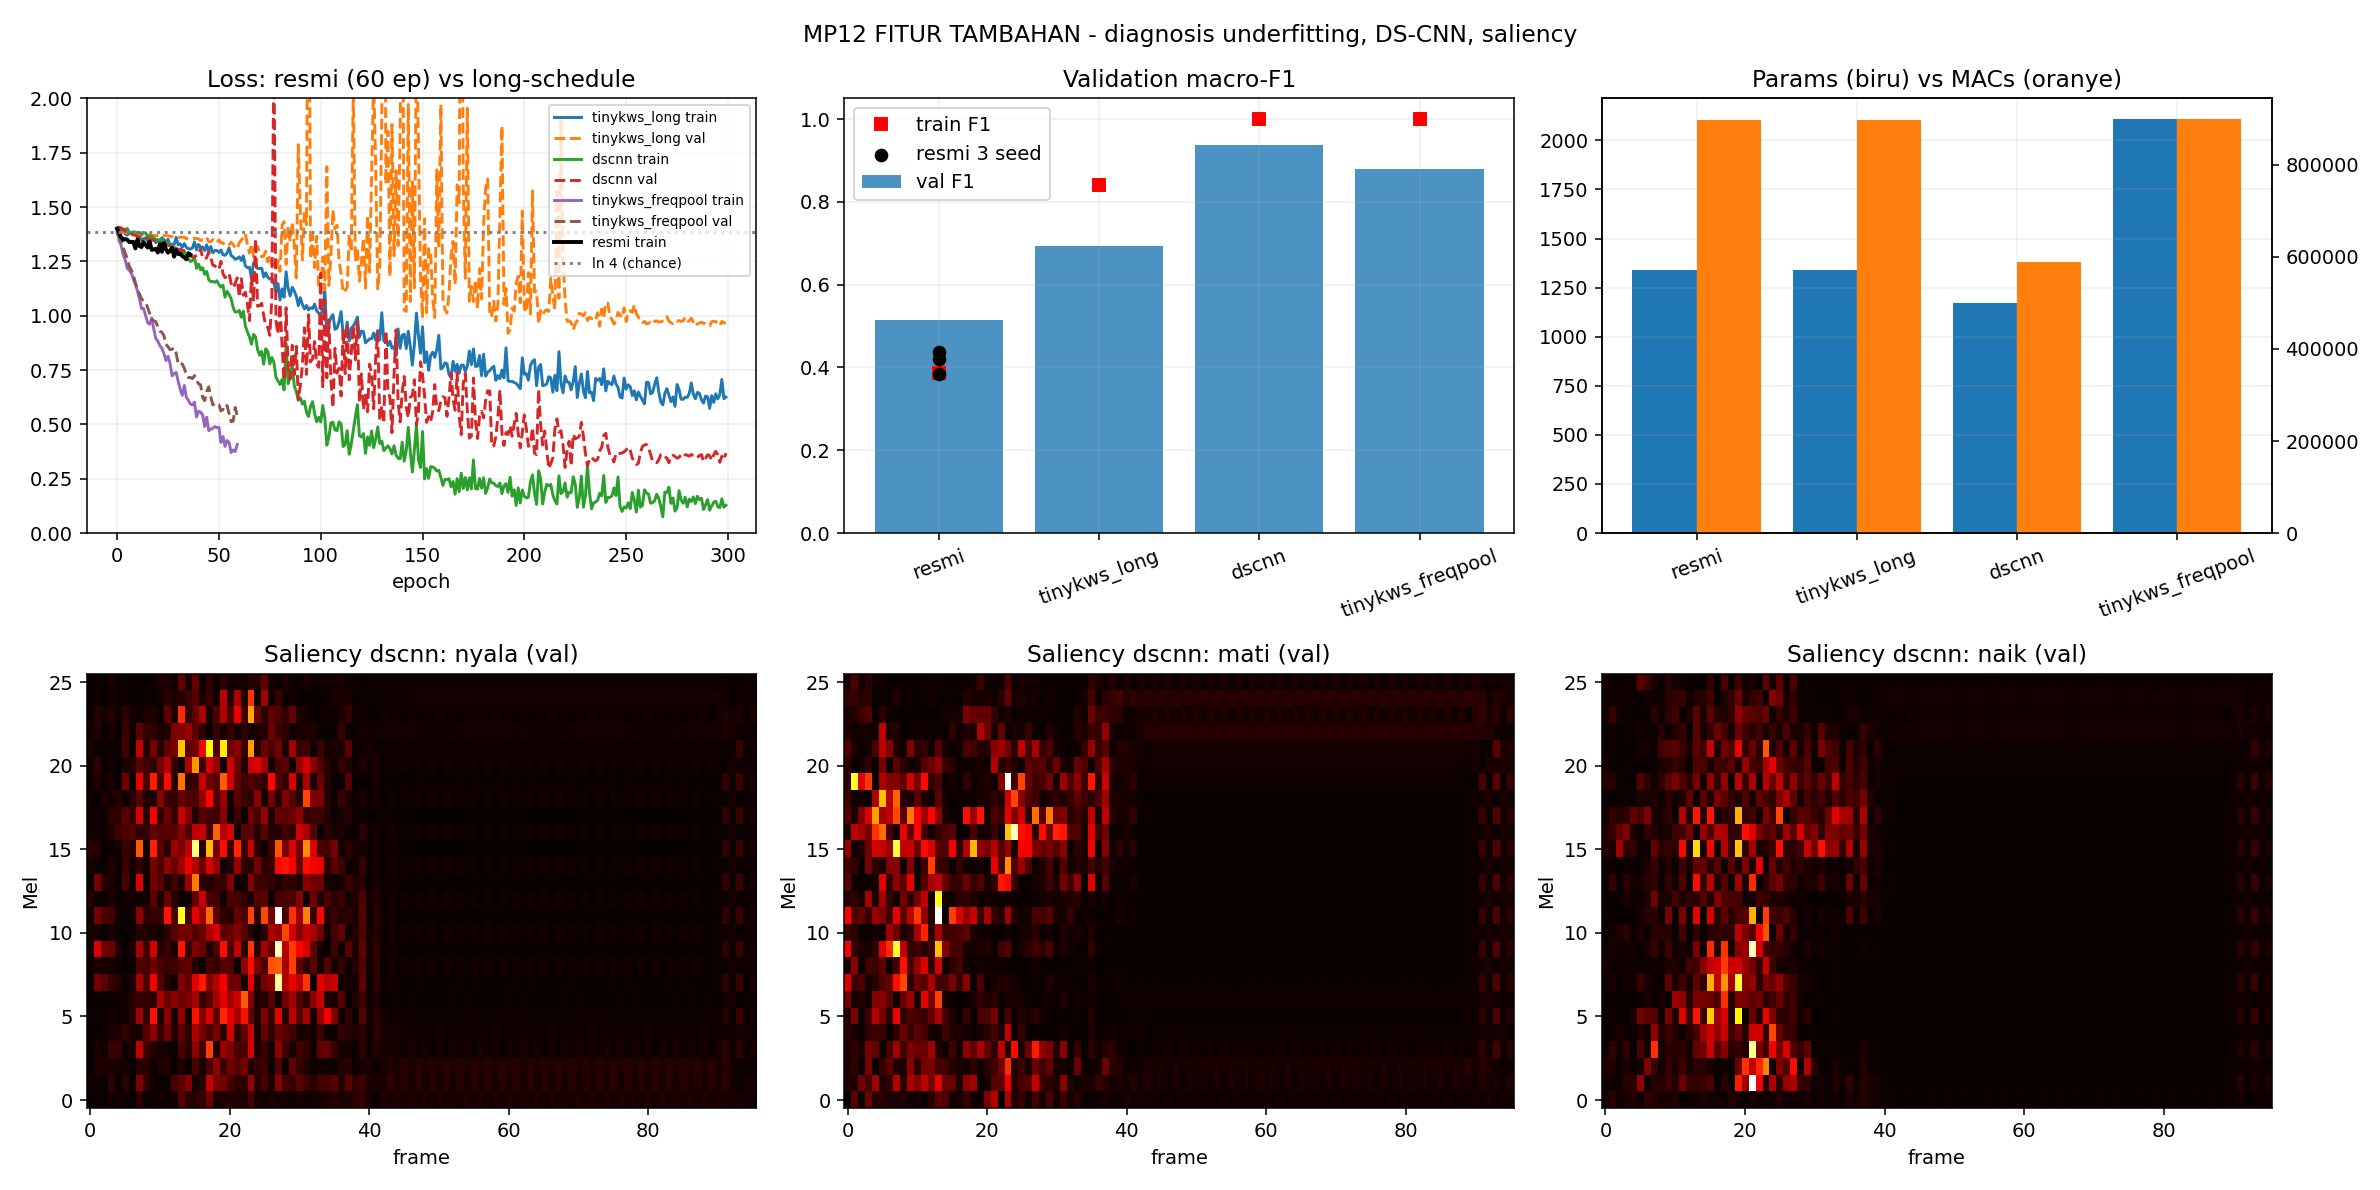 MP12 FITUR TAMBAHAN - diagnosis underfitting, DS-CNN, saliency
Loss: resmi (60 ep) vs long-schedule
2.00
1.75
1.50
1.25
1.00
0.75
0.50
0.25
0.00
0
50
100
150
200
250
300
epoch
tinykws_long train
tinykws_long val
dscnn train
dscnn val
tinykws_freqpool train
tinykws_freqpool val
resmi train
ln 4 (chance)
Validation macro-F1
1.0
0.8
0.6
0.4
0.2
0.0
train F1
resmi 3 seed
val F1
resmi
tinykws_long
dscnn
tinykws_freqpool
Params (biru) vs MACs (oranye)
2000
1750
1500
1250
1000
750
500
250
0
800000
600000
400000
200000
0
resmi
tinykws_long
dscnn
tinykws_freqpool
Saliency dscnn: nyala (val)
Mel
25
20
15
10
5
0
0
20
40
60
80
frame
Saliency dscnn: mati (val)
Mel
25
20
15
10
5
0
0
20
40
60
80
frame
Saliency dscnn: naik (val)
Mel
25
20
15
10
5
0
0
20
40
60
80
frame